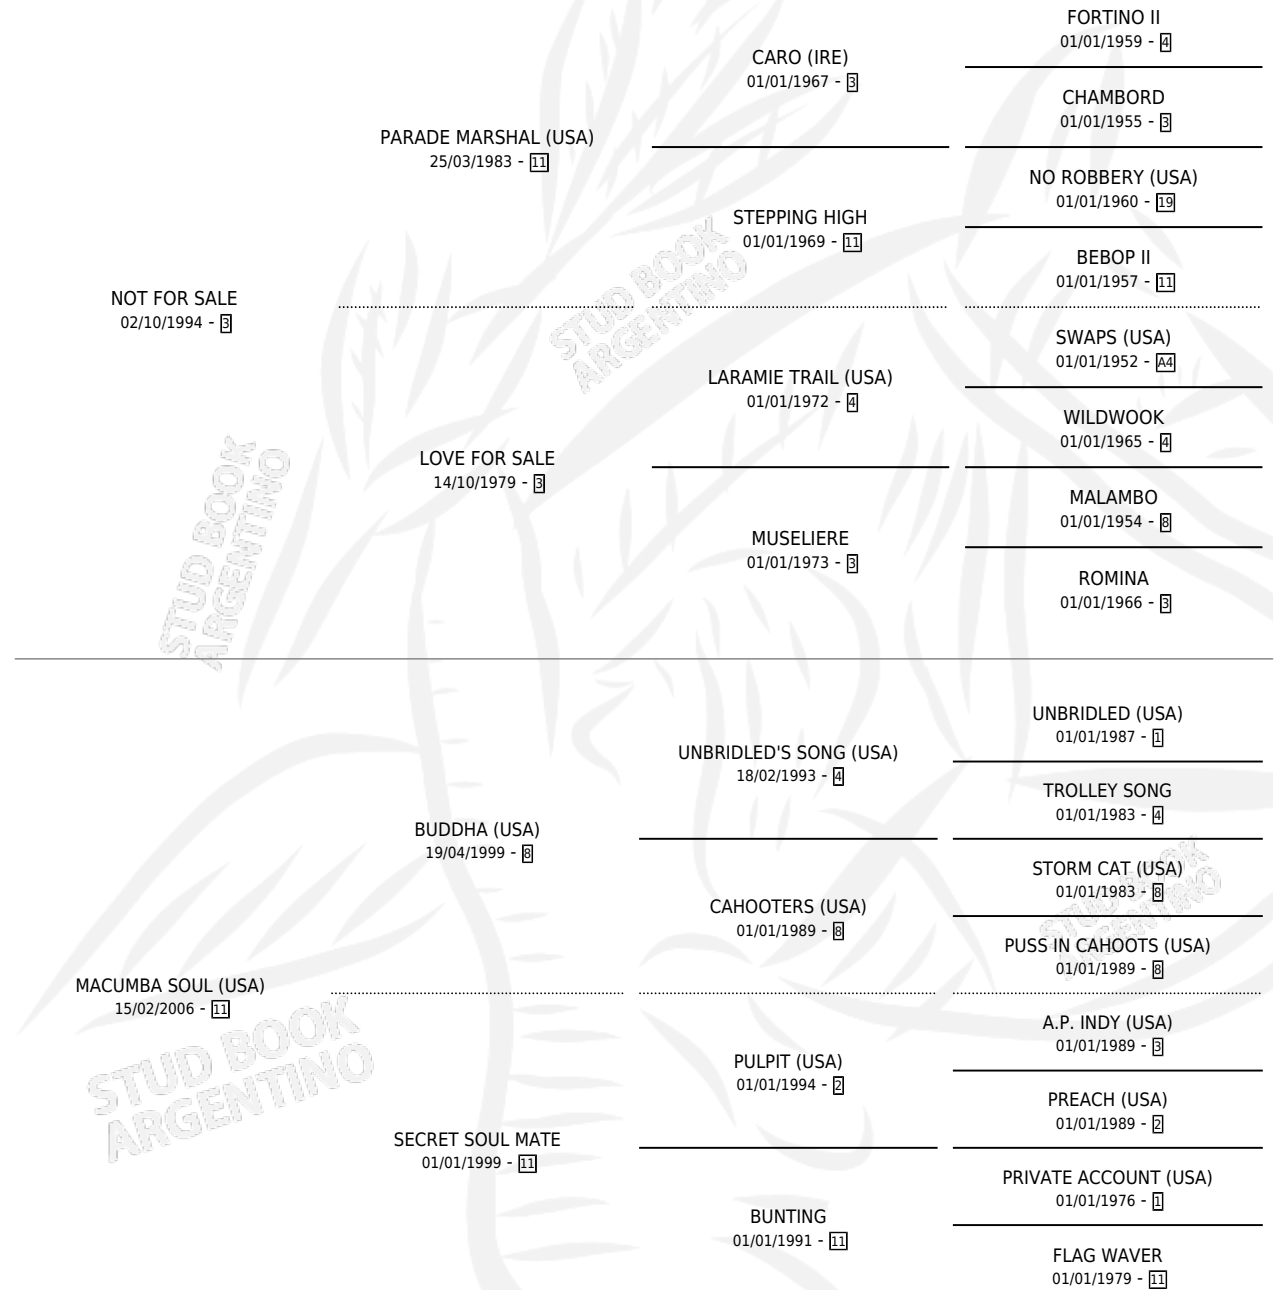 FORTINO II
01/01/1959 - 4
CARO (IRE)
01/01/1967 - 3
CHAMBORD
01/01/1955 - 3
PARADE MARSHAL (USA)
25/03/1983 - 11
NO ROBBERY (USA)
01/01/1960 - 19
STEPPING HIGH
01/01/1969 - 11
BEBOP II
01/01/1957 - 11
NOT FOR SALE
02/10/1994 - 3
SWAPS (USA)
01/01/1952 - A4
LARAMIE TRAIL (USA)
01/01/1972 - 4
WILDWOOK
01/01/1965 - 4
LOVE FOR SALE
14/10/1979 - 3
MALAMBO
01/01/1954 - 8
MUSELIERE
01/01/1973 - 3
ROMINA
01/01/1966 - 3
UNBRIDLED (USA)
01/01/1987 - 1
UNBRIDLED'S SONG (USA)
18/02/1993 - 4
TROLLEY SONG
01/01/1983 - 4
BUDDHA (USA)
19/04/1999 - 8
STORM CAT (USA)
01/01/1983 - 8
CAHOOTERS (USA)
01/01/1989 - 8
PUSS IN CAHOOTS (USA)
01/01/1989 - 8
MACUMBA SOUL (USA)
15/02/2006 - 11
A.P. INDY (USA)
01/01/1989 - 3
PULPIT (USA)
01/01/1994 - 2
PREACH (USA)
01/01/1989 - 2
SECRET SOUL MATE
01/01/1999 - 11
PRIVATE ACCOUNT (USA)
01/01/1976 - 1
BUNTING
01/01/1991 - 11
FLAG WAVER
01/01/1979 - 11
STUD BOOK
ARGENTINO
STUD BOOK
ARGENTINO
STUD BOOK
ARGENTINO
STUD BOOK
ARGENTINO